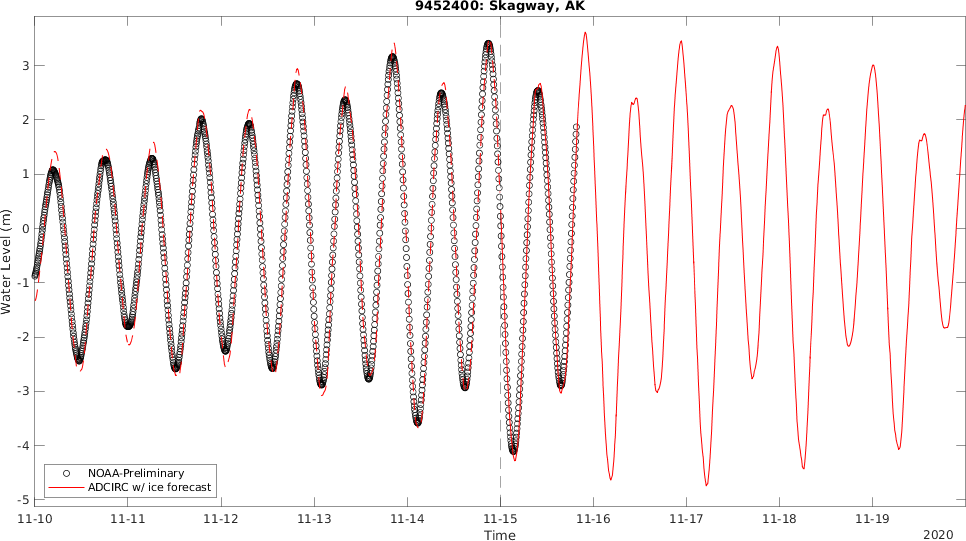 9452400: Skagway, AK
Water Level (m)
3
2
1
0
-1
-2
-3
-4
-5
NOAA-Preliminary
ADCIRC w/ ice forecast
11-10 11-11 11-12 11-13 11-14 11-15 11-16 11-17 11-18 11-19
Time
2020